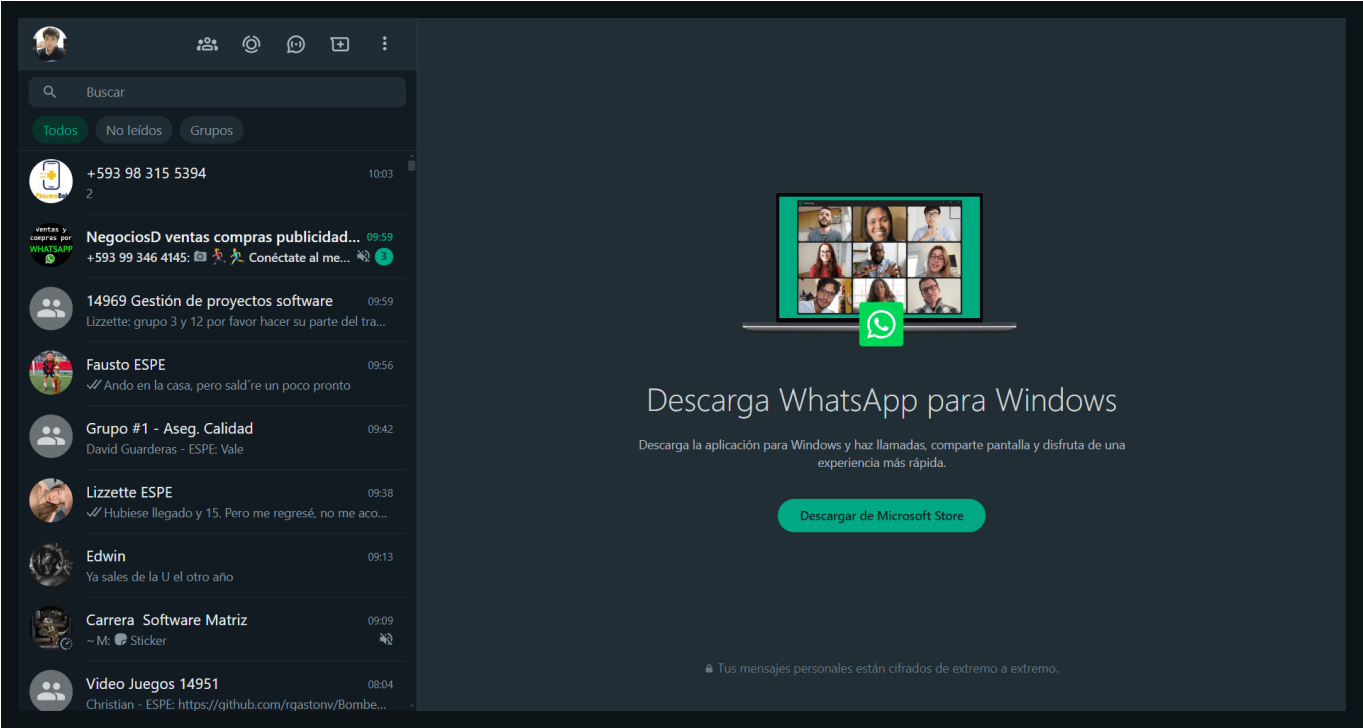 Buscar
Todos
No leídos
Grupos
+593 98 315 5394
10:03
2
ventas y
compras por
WHATSAPP
NegociosD ventas compras publicidad...
09:59
+593 99 346 4145: 📷 🏃 🏃 Conéctate al me...
3
14969 Gestión de proyectos software
09:59
Lizzette: grupo 3 y 12 por favor hacer su parte del tra...
Fausto ESPE
09:56
Ando en la casa, pero sald´re un poco pronto
Grupo #1 - Aseg. Calidad
09:42
David Guarderas - ESPE: Vale
Lizzette ESPE
09:38
Hubiese llegado y 15. Pero me regresé, no me aco...
Edwin
09:13
Ya sales de la U el otro año
Carrera Software Matriz
09:09
~ M: Sticker
Video Juegos 14951
08:04
Christian - ESPE: https://github.com/rgastonv/Bombe...
Descarga WhatsApp para Windows
Descarga la aplicación para Windows y haz llamadas, comparte pantalla y disfruta de una
experiencia más rápida.
Descargar de Microsoft Store
Tus mensajes personales están cifrados de extremo a extremo.